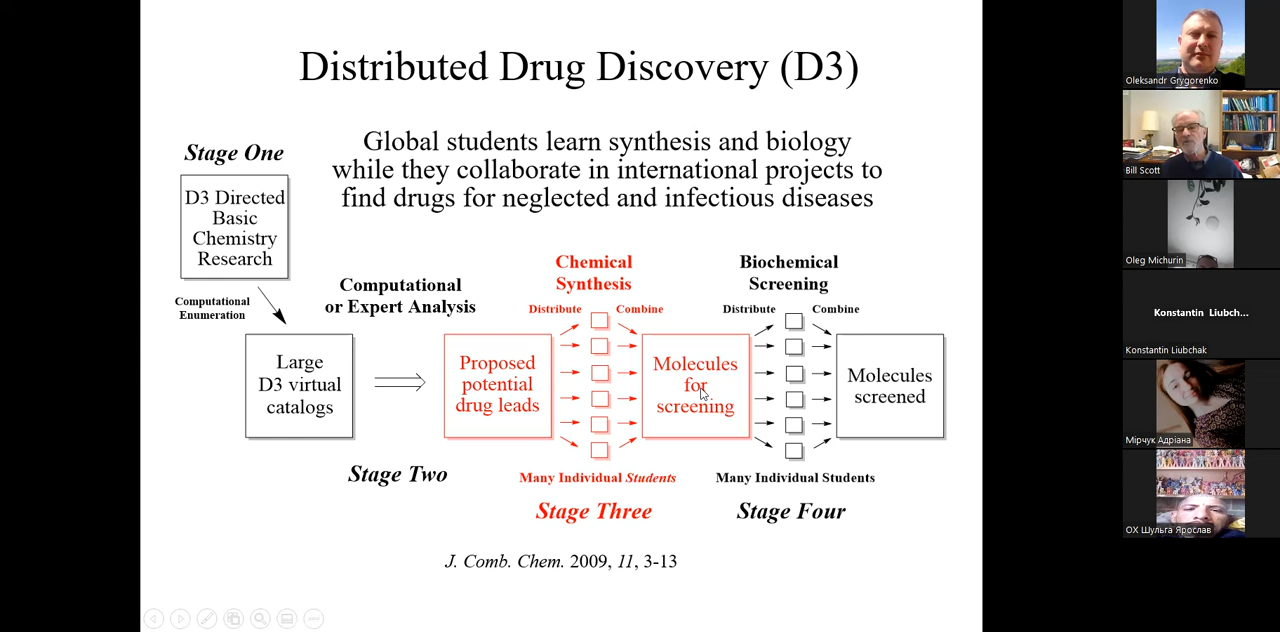 Distributed Drug Discovery (D3)
Global students learn synthesis and biology
while they collaborate in international projects to
find drugs for neglected and infectious diseases
Stage One
D3 Directed
Basic
Chemistry
Research
Computational
Enumeration
Large
D3 virtual
catalogs
Computational
or Expert Analysis
Stage Two
Proposed
potential
drug leads
Chemical
Synthesis
Distribute
Combine
Many Individual Students
Stage Three
Molecules
for
screening
Biochemical
Screening
Distribute
Combine
Many Individual Students
Stage Four
Molecules
screened
J. Comb. Chem. 2009, 11, 3-13
Oleksandr Grygorenko
Bill Scott
Oleg Michurin
Konstantin Liubch...
Konstantin Liubchak
Мірчук Адріана
ОХ Шульга Ярослав